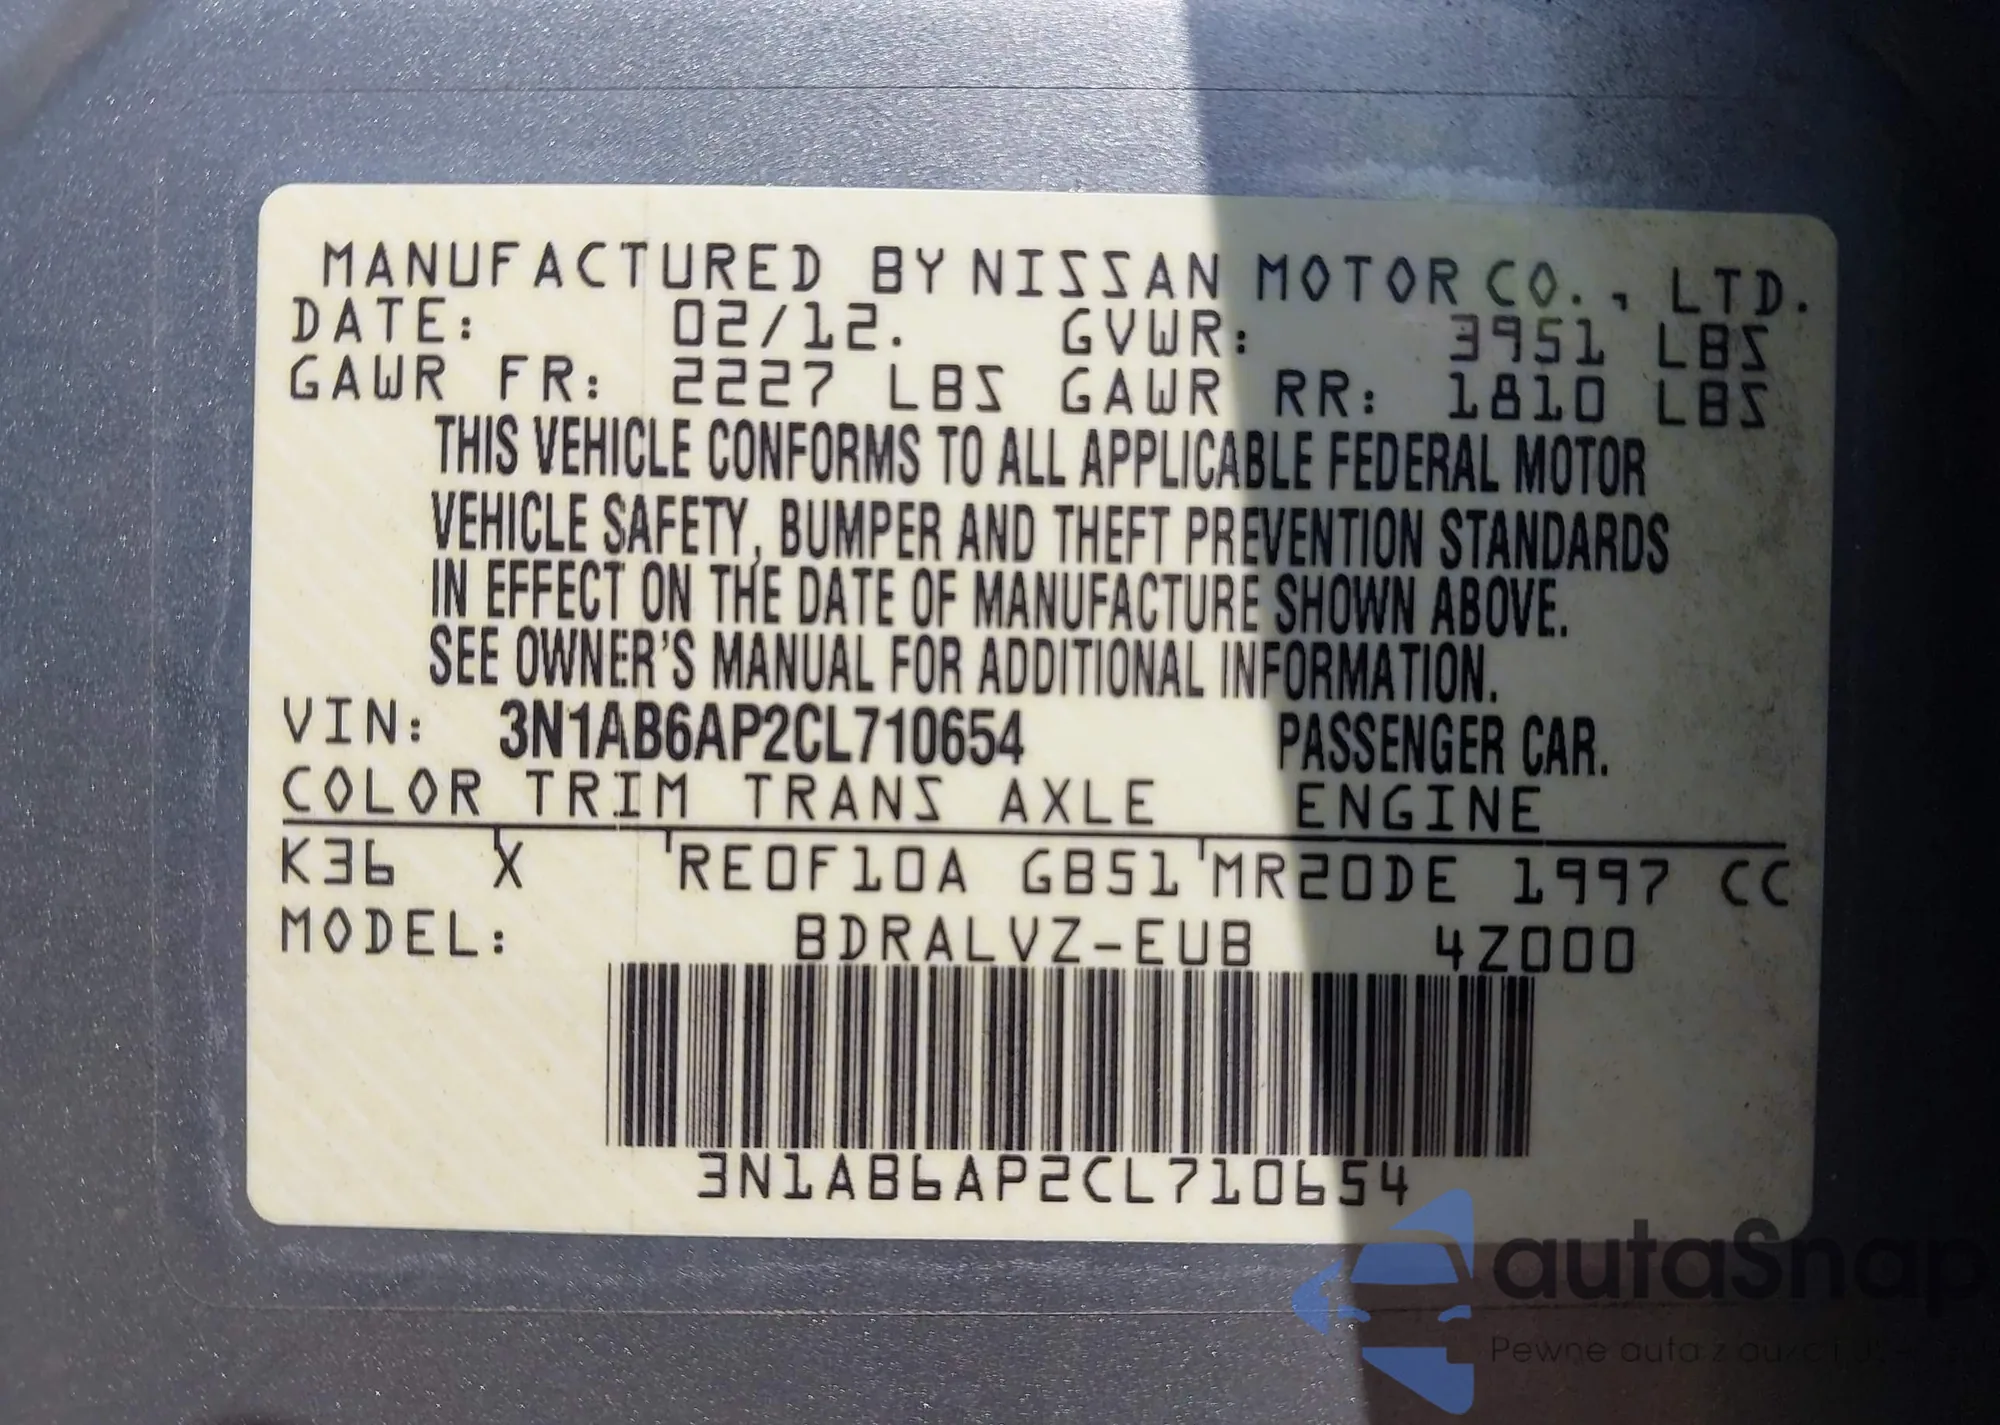 MANUFACTURED BY NISSAN MOTOR CO., LTD.
DATE: 02/12. GVWR: 3951 LBS
GAWR FR: 2227 LBS GAWR RR: 1810 LBS
THIS VEHICLE CONFORMS TO ALL APPLICABLE FEDERAL MOTOR
VEHICLE SAFETY, BUMPER AND THEFT PREVENTION STANDARDS
IN EFFECT ON THE DATE OF MANUFACTURE SHOWN ABOVE.
SEE OWNER'S MANUAL FOR ADDITIONAL INFORMATION.
VIN: 3N1AB6AP2CL710654 PASSENGER CAR.
COLOR TRIM TRANS AXLE ENGINE
K36 X RE0F10A GB51 MR20DE 1997 CC
MODEL: BDRALVZ-EUB 4Z000
3N1AB6AP2CL710654
autaSnap
Pewne auta z